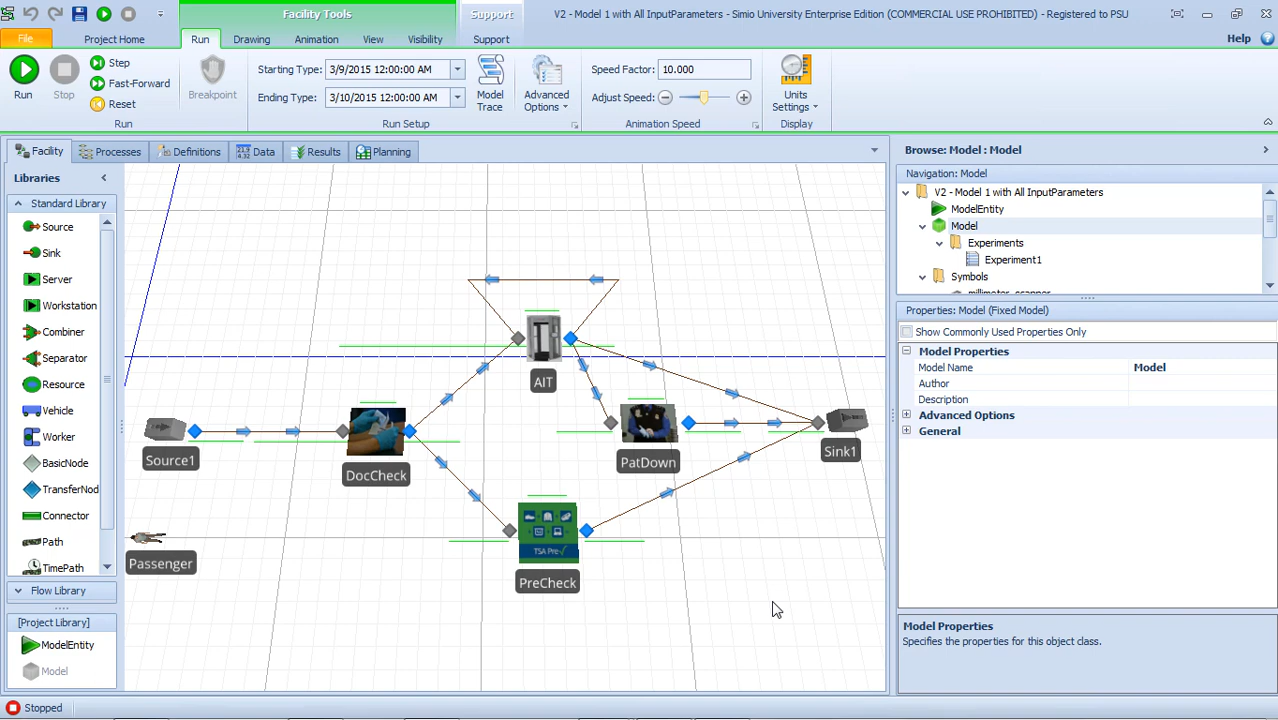 Facility Tools
Support
V2 - Model 1 with All InputParameters - Simio University Enterprise Edition (COMMERCIAL USE PROHIBITED) - Registered to PSU
File
Project Home
Run
Drawing
Animation
View
Visibility
Support
Help
Run
Stop
Step
Fast-Forward
Reset
Breakpoint
Starting Type: 3/9/2015 12:00:00 AM
Ending Type: 3/10/2015 12:00:00 AM
Model Trace
Advanced Options
Speed Factor: 10.000
Adjust Speed:
Units Settings
Run
Run Setup
Animation Speed
Display
Facility
Processes
Definitions
Data
Results
Planning
Libraries
Standard Library
Source
Sink
Server
Workstation
Combiner
Separator
Resource
Vehicle
Worker
BasicNode
TransferNod
Connector
Path
TimePath
Flow Library
[Project Library]
ModelEntity
Model
AIT
Source1
DocCheck
PatDown
Sink1
Passenger
TSA Pre✓
PreCheck
Browse: Model : Model
Navigation: Model
V2 - Model 1 with All InputParameters
ModelEntity
Model
Experiments
Experiment1
Symbols
millimeter_scanner
Properties: Model (Fixed Model)
Show Commonly Used Properties Only
Model Properties
Model Name Model
Author
Description
Advanced Options
General
Model Properties
Specifies the properties for this object class.
Stopped